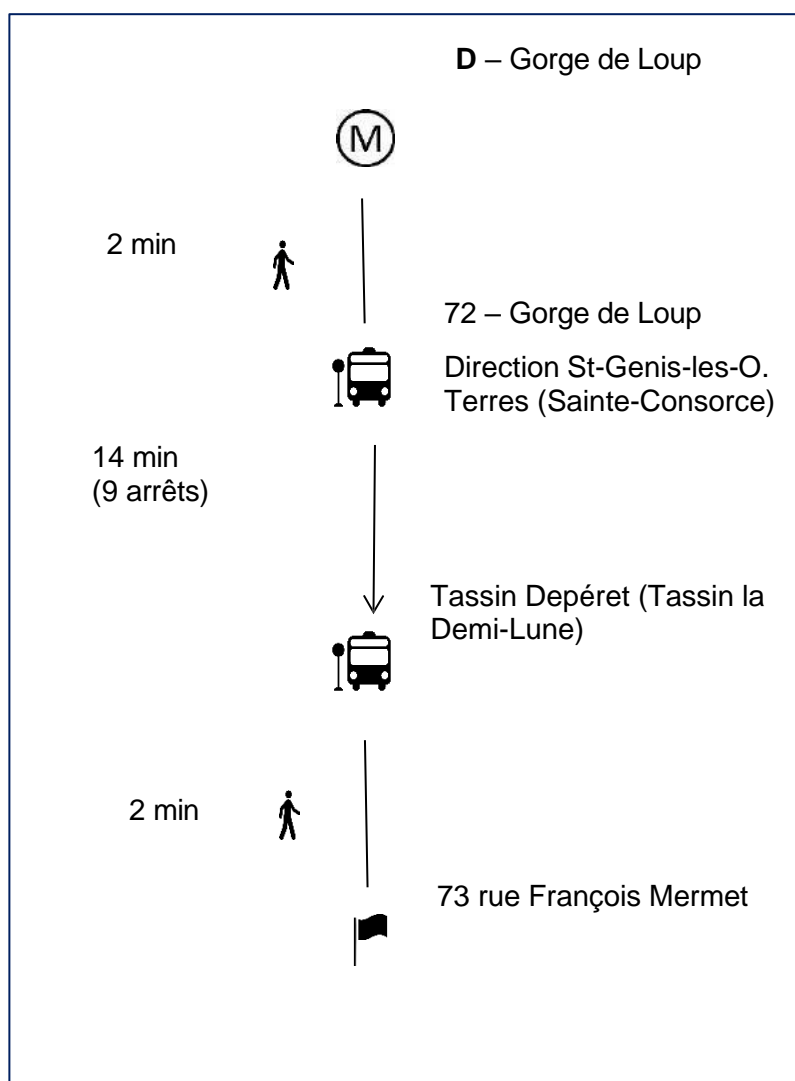 D – Gorge de Loup
M
2 min
72 – Gorge de Loup
Direction St-Genis-les-O.
Terres (Sainte-Consorce)
14 min
(9 arrêts)
Tassin Depéret (Tassin la
Demi-Lune)
2 min
73 rue François Mermet